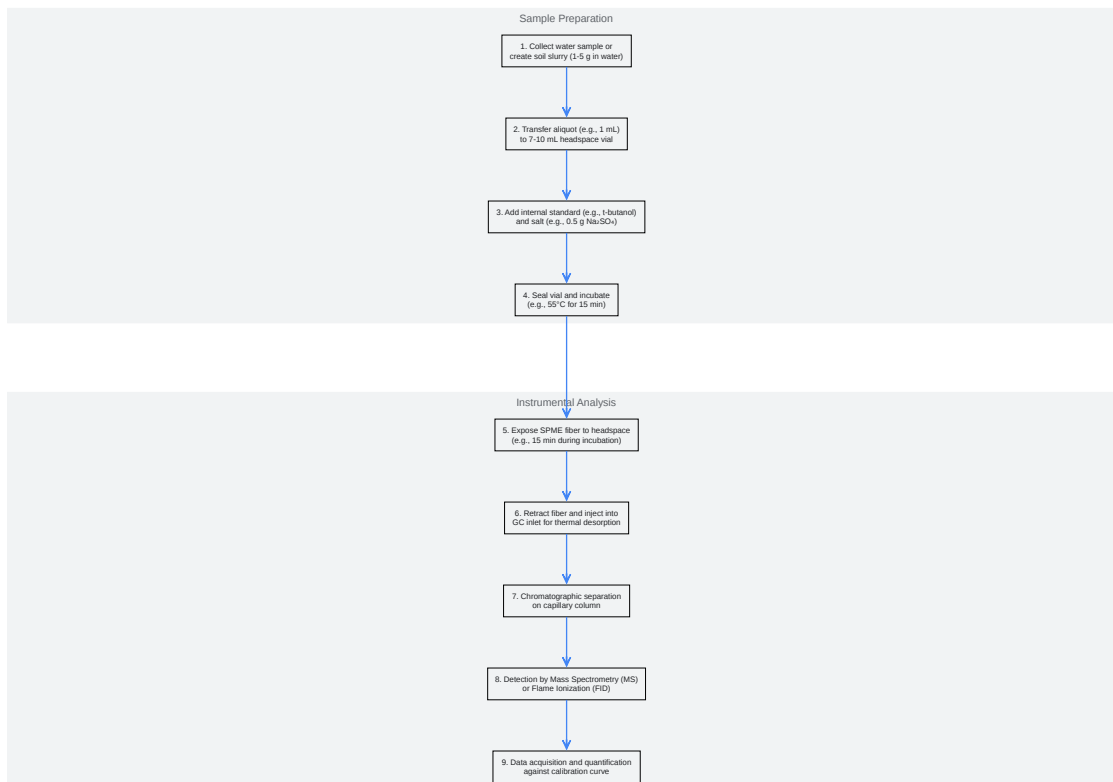 Sample Preparation
1. Collect water sample or
create soil slurry (1-5 g in water)
2. Transfer aliquot (e.g., 1 mL)
to 7-10 mL headspace vial
3. Add internal standard (e.g., t-butanol)
and salt (e.g., 0.5 g Na₂SO₄)
4. Seal vial and incubate
(e.g., 55°C for 15 min)
Instrumental Analysis
5. Expose SPME fiber to headspace
(e.g., 15 min during incubation)
6. Retract fiber and inject into
GC inlet for thermal desorption
7. Chromatographic separation
on capillary column
8. Detection by Mass Spectrometry (MS)
or Flame Ionization (FID)
9. Data acquisition and quantification
against calibration curve